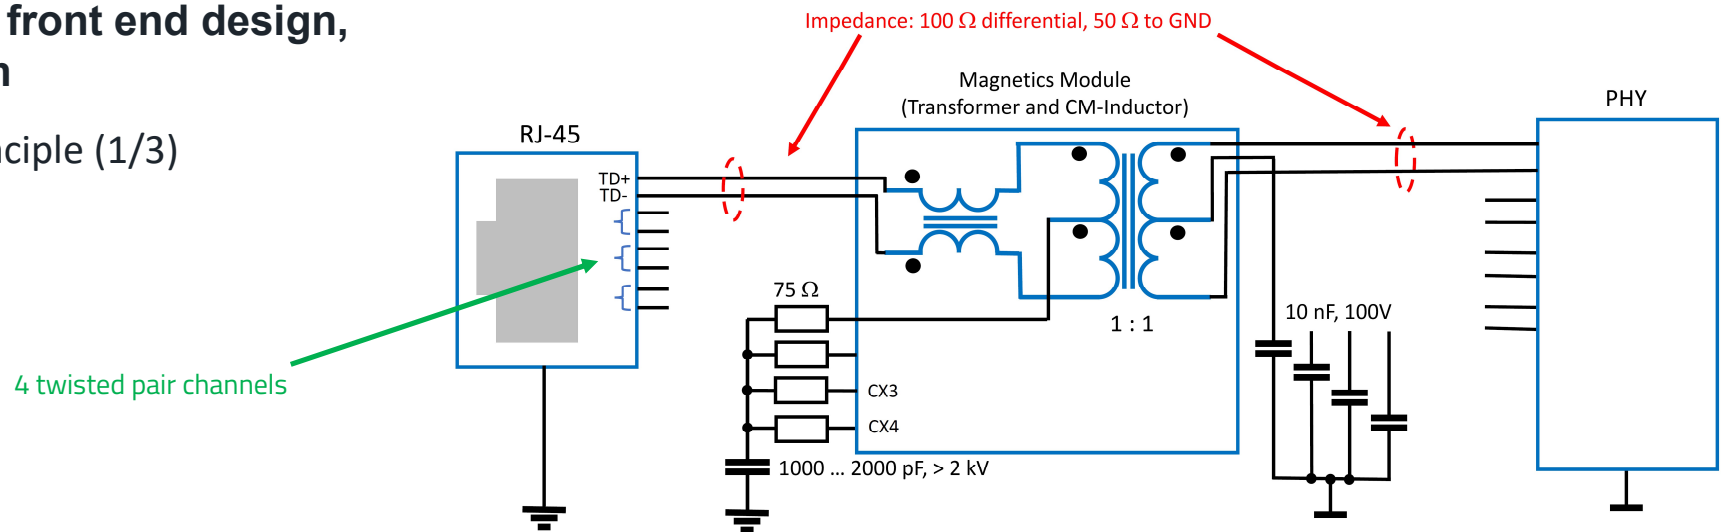 front end design,
Impedance: 100 Ω differential, 50 Ω to GND
Magnetics Module
(Transformer and CM-Inductor)
PHY
RJ-45
nciple (1/3)
TD+
TD-
75 Ω
1 : 1
10 nF, 100V
4 twisted pair channels
CX3
CX4
1000 ... 2000 pF, > 2 kV